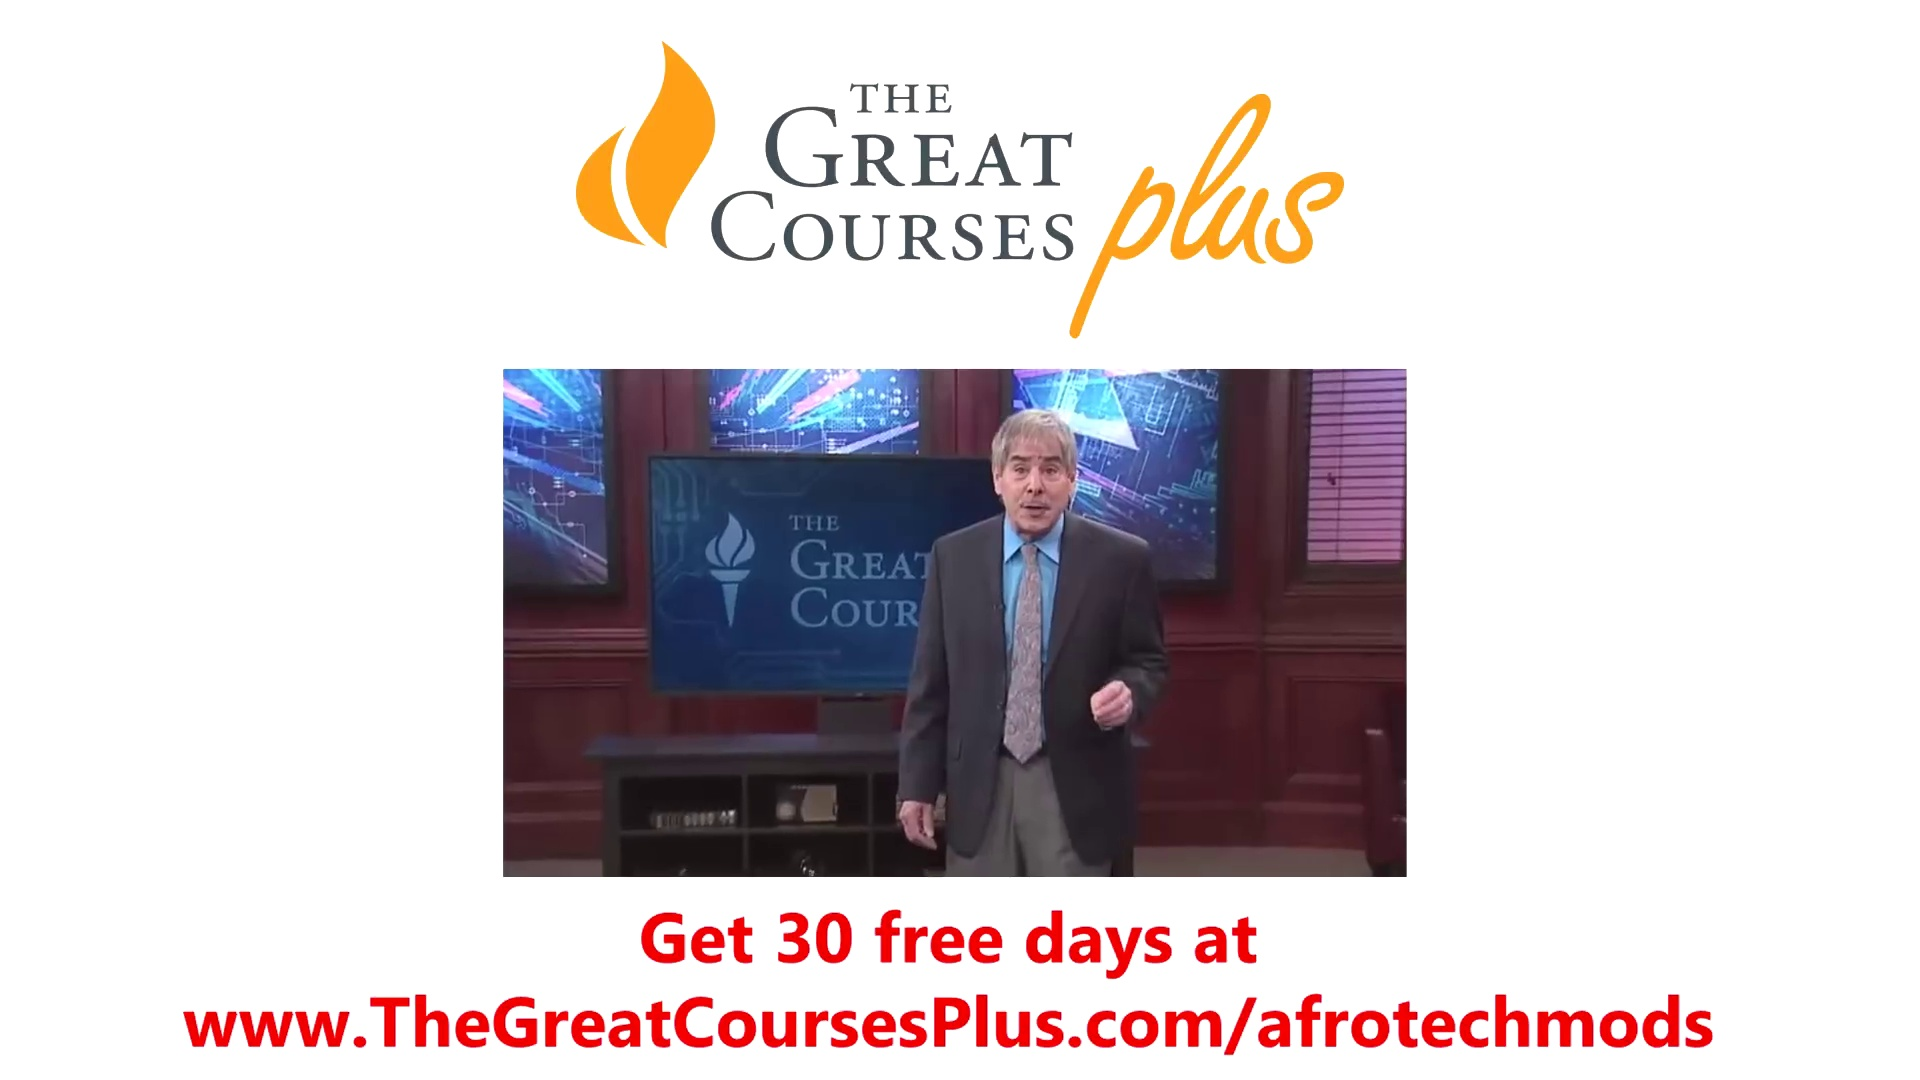 THE
GREAT
COURSES
plus
THE
GREAT
COUR
Get 30 free days at
www.TheGreatCoursesPlus.com/afrotechmods